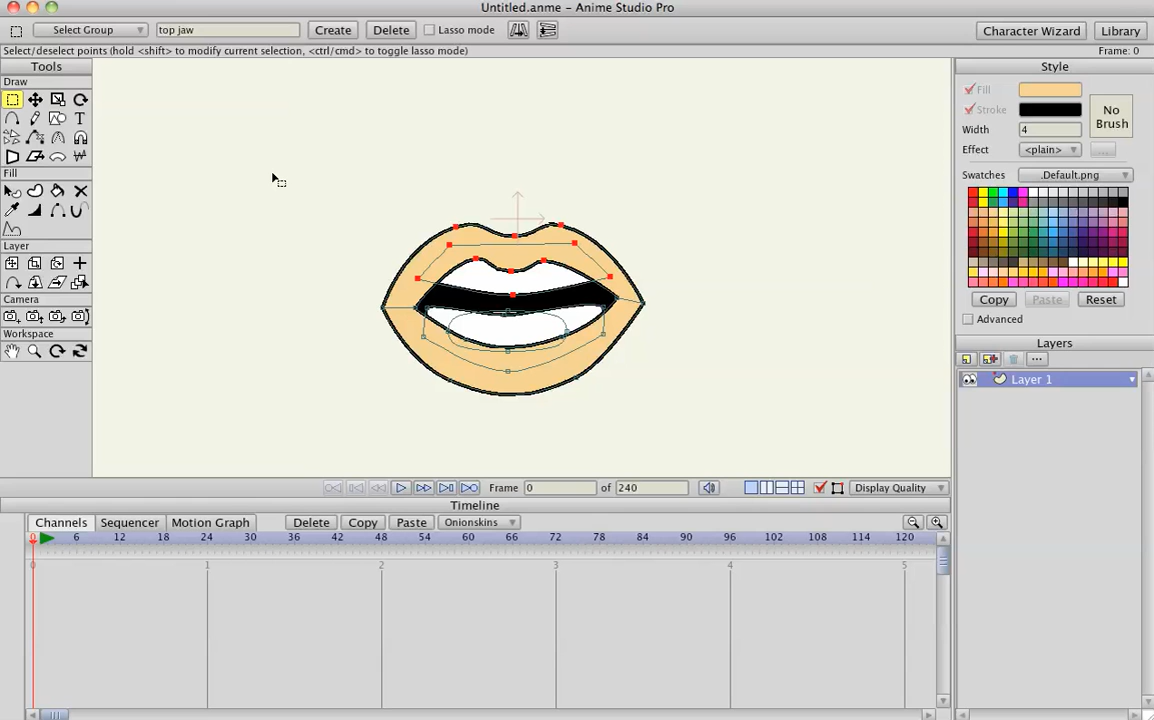 Untitled.anme – Anime Studio Pro
Select Group top jaw Create Delete Lasso mode Character Wizard Library
Select/deselect points (hold <shift> to modify current selection, <ctrl/cmd> to toggle lasso mode) Frame: 0
Tools Style
Draw
Fill
Stroke
No Brush
Width 4
Effect <plain> ...
Swatches .Default.png
Fill
Layer
Copy Paste Reset
Camera
Advanced
Workspace
Layers
Layer 1
Frame 0 of 240 Display Quality
Timeline
Channels Sequencer Motion Graph Delete Copy Paste Onionskins
0 6 12 18 24 30 36 42 48 54 60 66 72 78 84 90 96 102 108 114 120
0 1 2 3 4 5